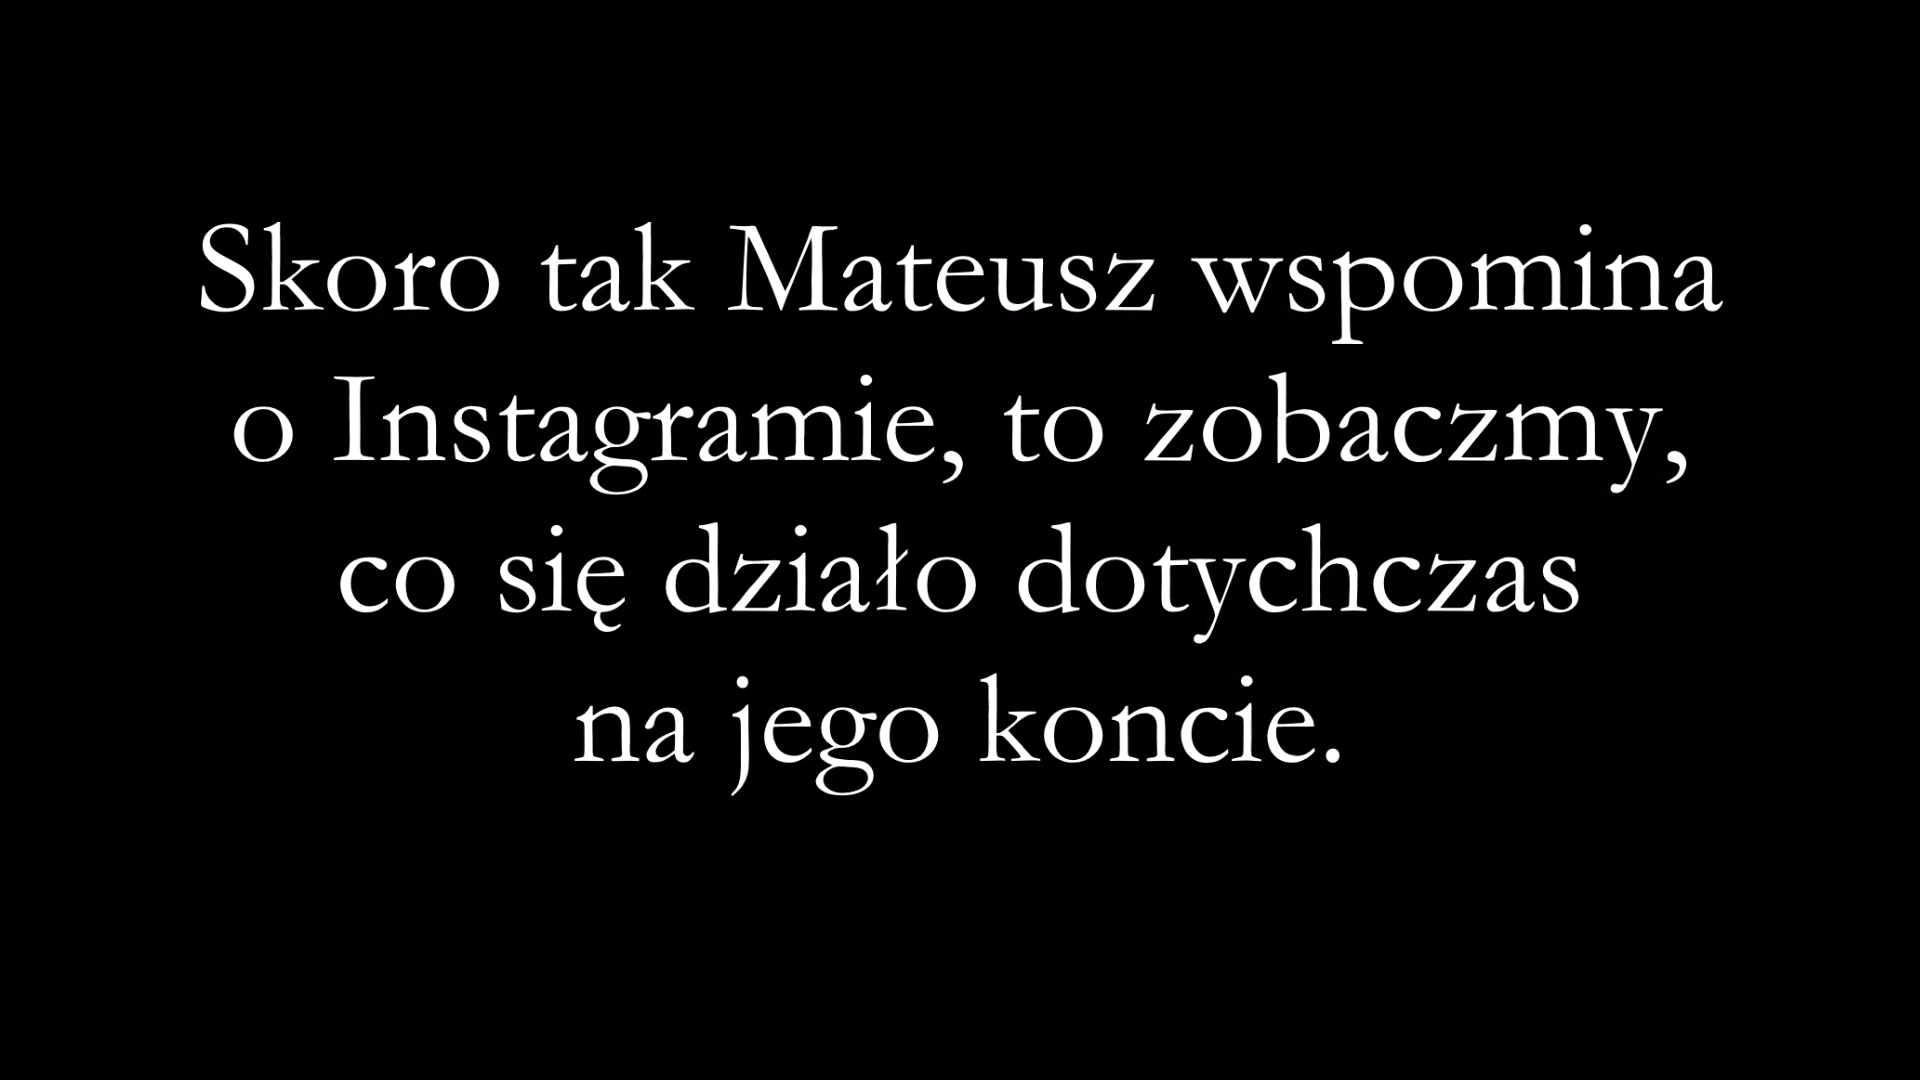 Skoro tak Mateusz wspomina
o Instagramie, to zobaczmy,
co się działo dotychczas
na jego koncie.